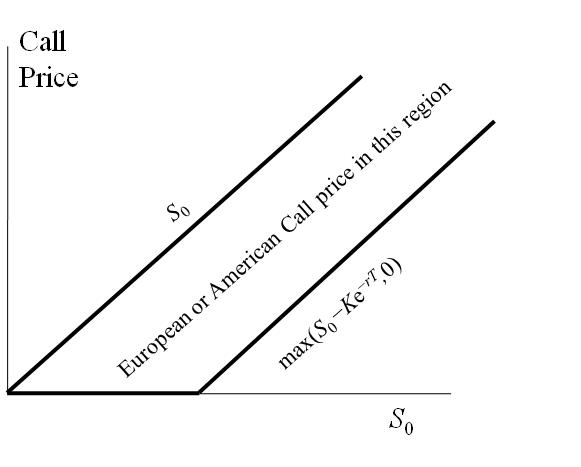 Call
Price
S₀
European or American Call price in this region
max(S₀−Ke⁻ʳᵀ,0)
S₀